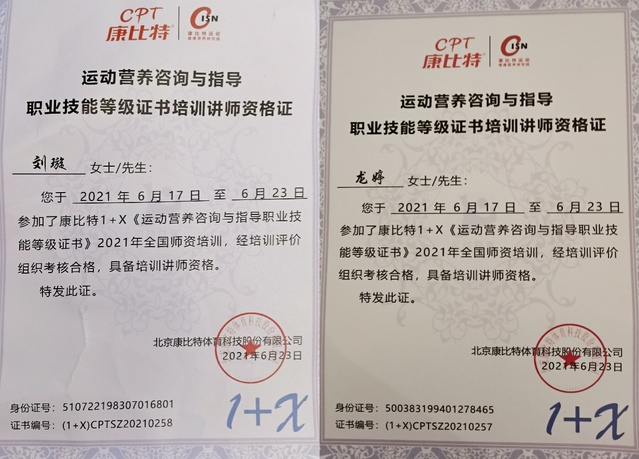 CPT
康比特
CISN
康比特运动
运动营养咨询与指导
职业技能等级证书培训讲师资格证
刘璇 女士/先生：
您于 2021 年 6 月 17 日 至 6 月 23 日
参加了康比特1+X《运动营养咨询与指导职业技
能等级证书》2021年全国师资培训，经培训评价
组织考核合格，具备培训讲师资格。
特发此证。
北京康比特体育科技股份有限公司
2021年6月23日
身份证号：510722198307016801
证书编号：(1+X)CPTSZ20210258
1+X
CPT
康比特
CISN
康比特运动
运动营养咨询与指导
职业技能等级证书培训讲师资格证
龙婷 女士/先生：
您于 2021 年 6 月 17 日 至 6 月 23 日
参加了康比特1+X《运动营养咨询与指导职业技
能等级证书》2021年全国师资培训，经培训评价
组织考核合格，具备培训讲师资格。
特发此证。
北京康比特体育科技股份有限公司
2021年6月23日
身份证号：500383199401278465
证书编号：(1+X)CPTSZ20210257
1+X